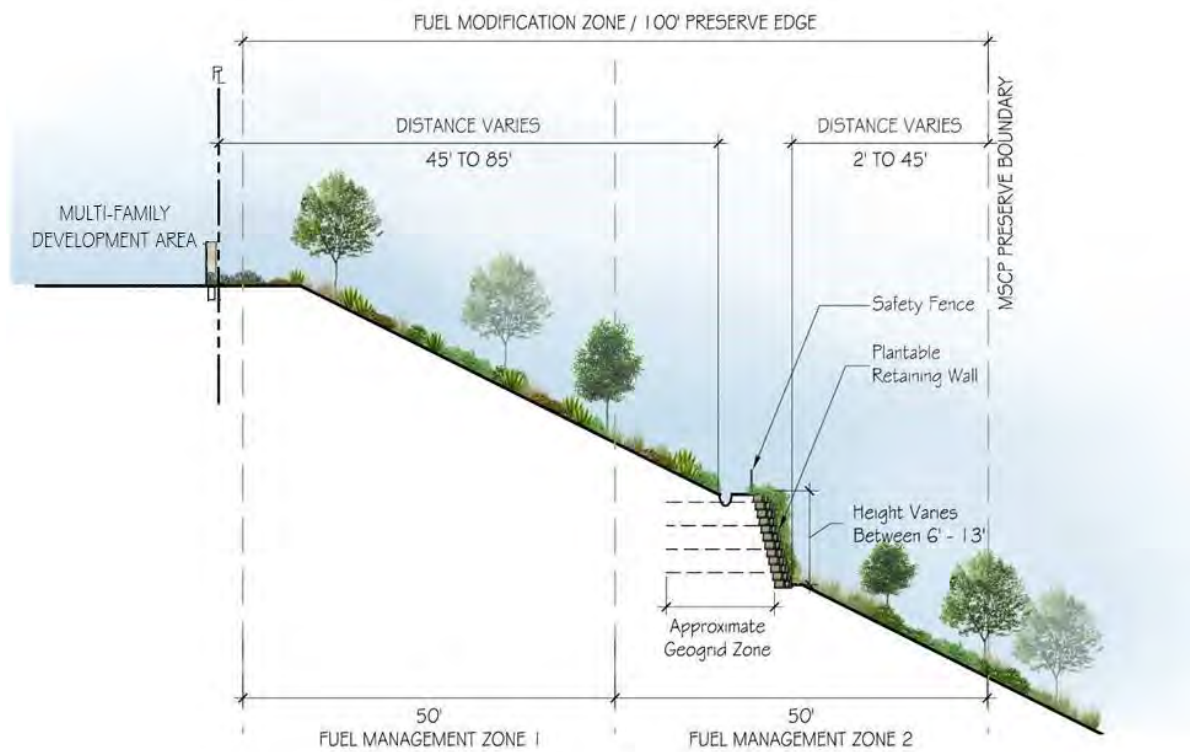 FUEL MODIFICATION ZONE / 100' PRESERVE EDGE
PL
DISTANCE VARIES
45' TO 85'
DISTANCE VARIES
2' TO 45'
MSCP PRESERVE BOUNDARY
MULTI-FAMILY
DEVELOPMENT AREA
Safety Fence
Plantable
Retaining Wall
Height Varies
Between 6' - 13'
Approximate
Geogrid Zone
50'
FUEL MANAGEMENT ZONE 1
50'
FUEL MANAGEMENT ZONE 2